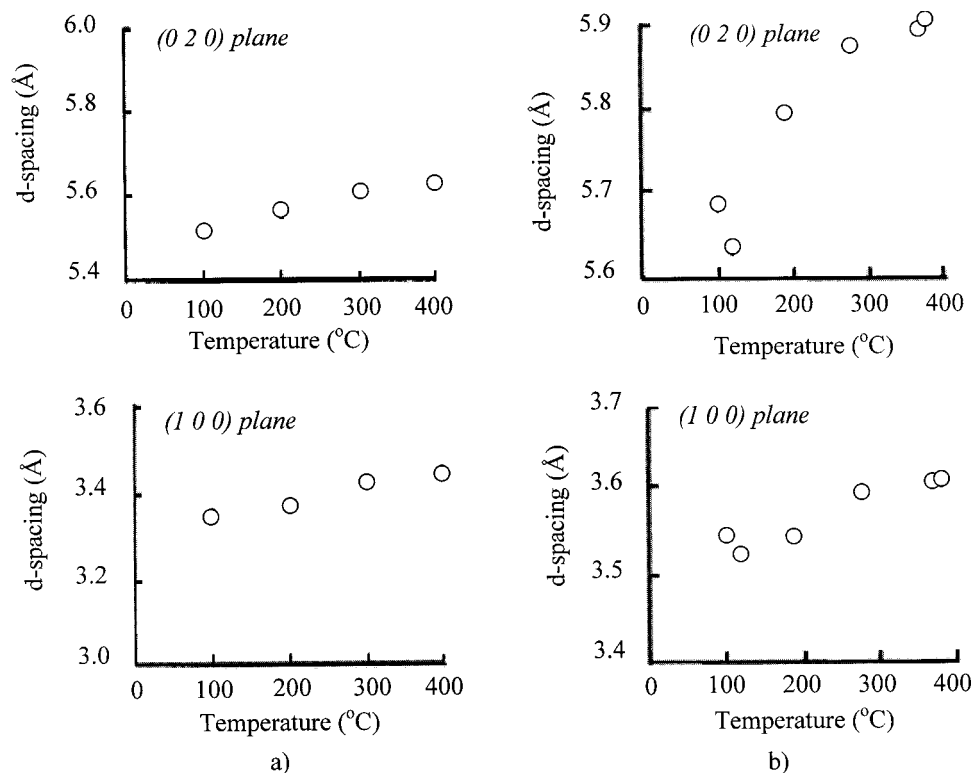 6.0
(0 2 0) plane
5.8
5.6
5.4
d-spacing (Å)
0 100 200 300 400
Temperature (°C)
5.9
(0 2 0) plane
5.8
5.7
5.6
d-spacing (Å)
0 100 200 300 400
Temperature (°C)
3.6
(1 0 0) plane
3.4
3.2
3.0
d-spacing (Å)
0 100 200 300 400
Temperature (°C)
a)
3.7
(1 0 0) plane
3.6
3.5
3.4
d-spacing (Å)
0 100 200 300 400
Temperature (°C)
b)